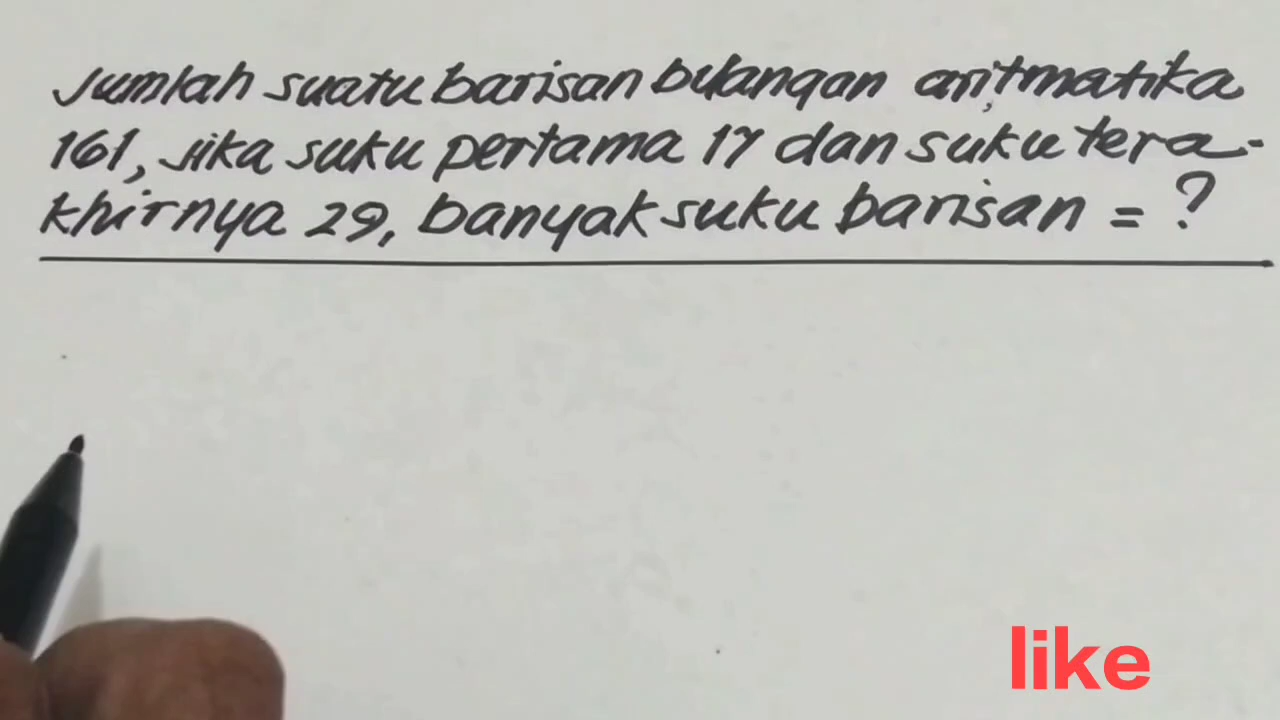 Jumlah suatu barisan bilangan aritmatika
161, jika suku pertama 17 dan suku tera-
khirnya 29, banyak suku barisan = ?
like